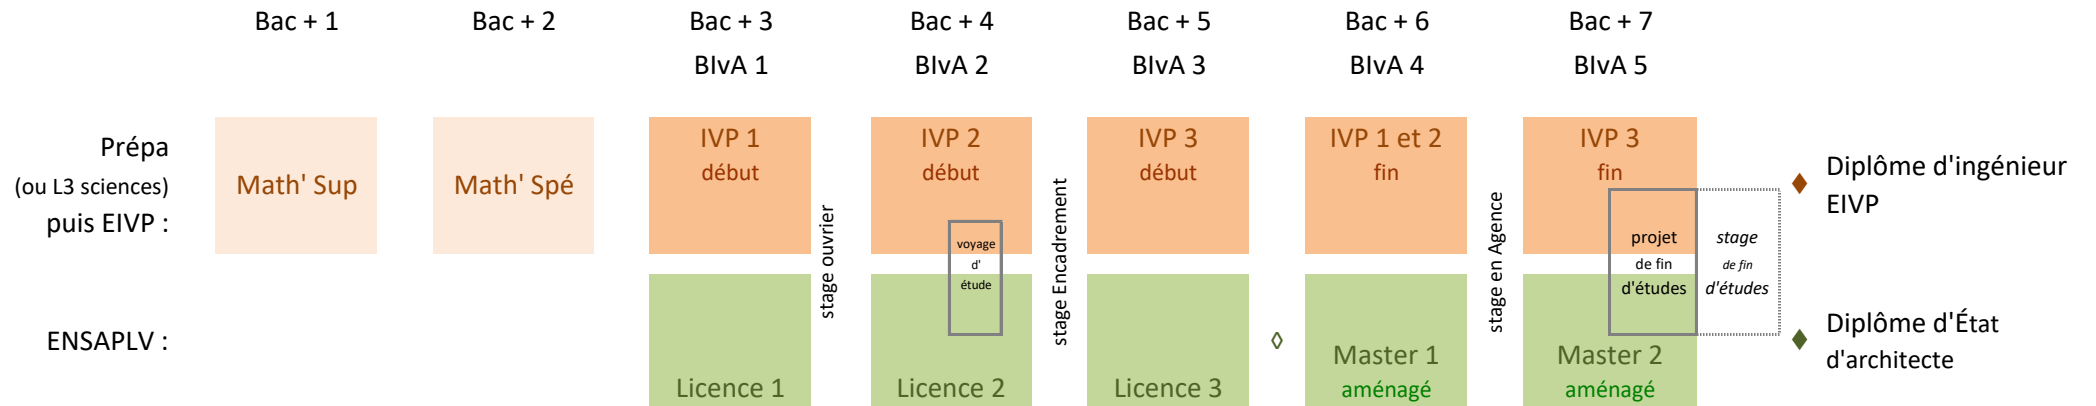 Bac + 1 Bac + 2 Bac + 3 Bac + 4 Bac + 5 Bac + 6 Bac + 7
BIvA 1 BIvA 2 BIvA 3 BIvA 4 BIvA 5
Prépa
(ou L3 sciences)
puis EIVP :
Math' Sup
Math' Spé
IVP 1
début
stage ouvrier
IVP 2
début
voyage
d'
étude
stage Encadrement
IVP 3
début
IVP 1 et 2
fin
stage en Agence
IVP 3
fin
projet
de fin
d'études
stage
de fin
d'études
Diplôme d'ingénieur
EIVP
ENSAPLV :
Licence 1
Licence 2
Licence 3
Master 1
aménagé
Master 2
aménagé
Diplôme d'État
d'architecte